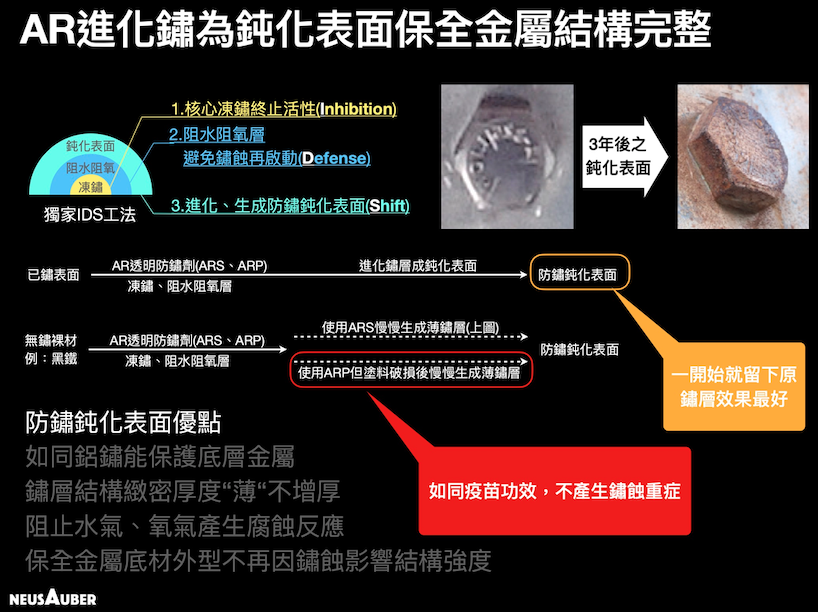 AR進化鏽為鈍化表面保全金屬結構完整
1.核心凍鏽終止活性(Inhibition)
2.阻水阻氧層
避免鏽蝕再啟動(Defense)
3.進化、生成防鏽鈍化表面(Shift)
鈍化表面
阻水阻氧
凍鏽
獨家IDS工法
3年後之
鈍化表面
已鏽表面
AR透明防鏽劑(ARS、ARP)
凍鏽、阻水阻氧層
進化鏽層成鈍化表面
防鏽鈍化表面
無鏽裸材
例：黑鐵
AR透明防鏽劑(ARS、ARP)
凍鏽、阻水阻氧層
使用ARS慢慢生成薄鏽層(上圖)
使用ARP但塗料破損後慢慢生成薄鏽層
防鏽鈍化表面
一開始就留下原
鏽層效果最好
如同疫苗功效，不產生鏽蝕重症
防鏽鈍化表面優點
如同鋁鏽能保護底層金屬
鏽層結構緻密厚度“薄“不增厚
阻止水氣、氧氣產生腐蝕反應
保全金屬底材外型不再因鏽蝕影響結構強度
NEUSAUBER